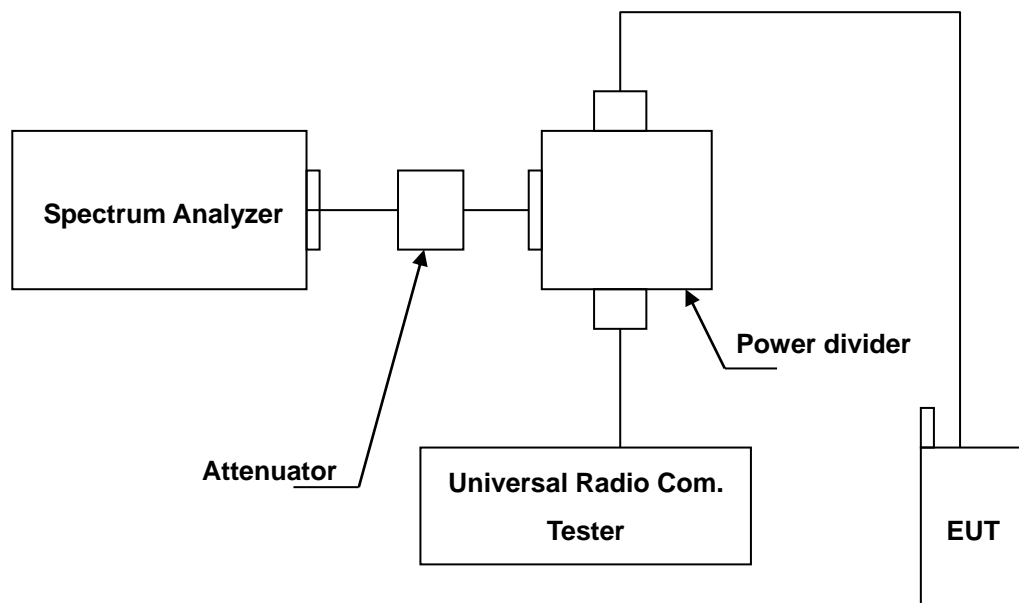 Spectrum Analyzer
Power divider
Attenuator
Universal Radio Com.
Tester
EUT